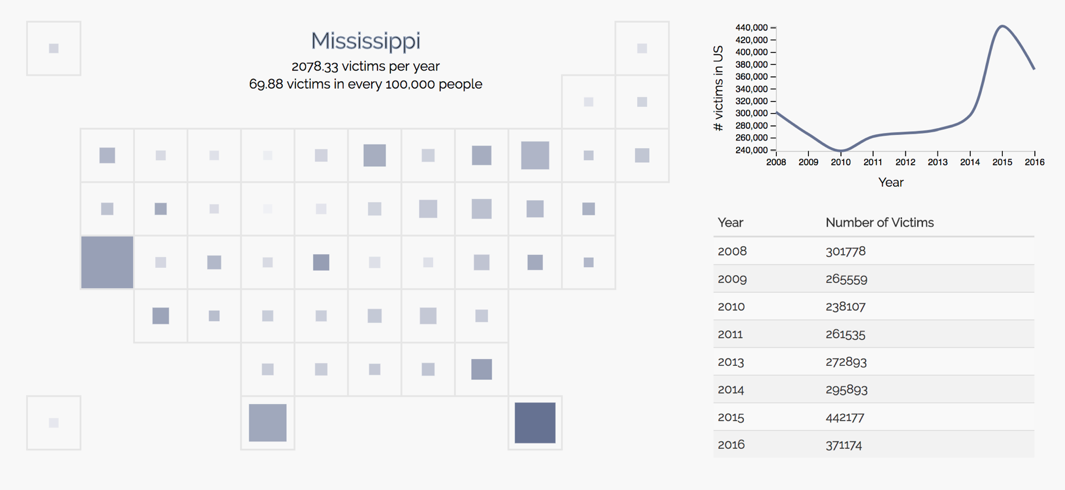 Mississippi
2078.33 victims per year
69.88 victims in every 100,000 people
# victims in US
440,000
420,000
400,000
380,000
360,000
340,000
320,000
300,000
280,000
260,000
240,000
2008 2009 2010 2011 2012 2013 2014 2015 2016
Year
Year Number of Victims
2008 301778
2009 265559
2010 238107
2011 261535
2013 272893
2014 295893
2015 442177
2016 371174